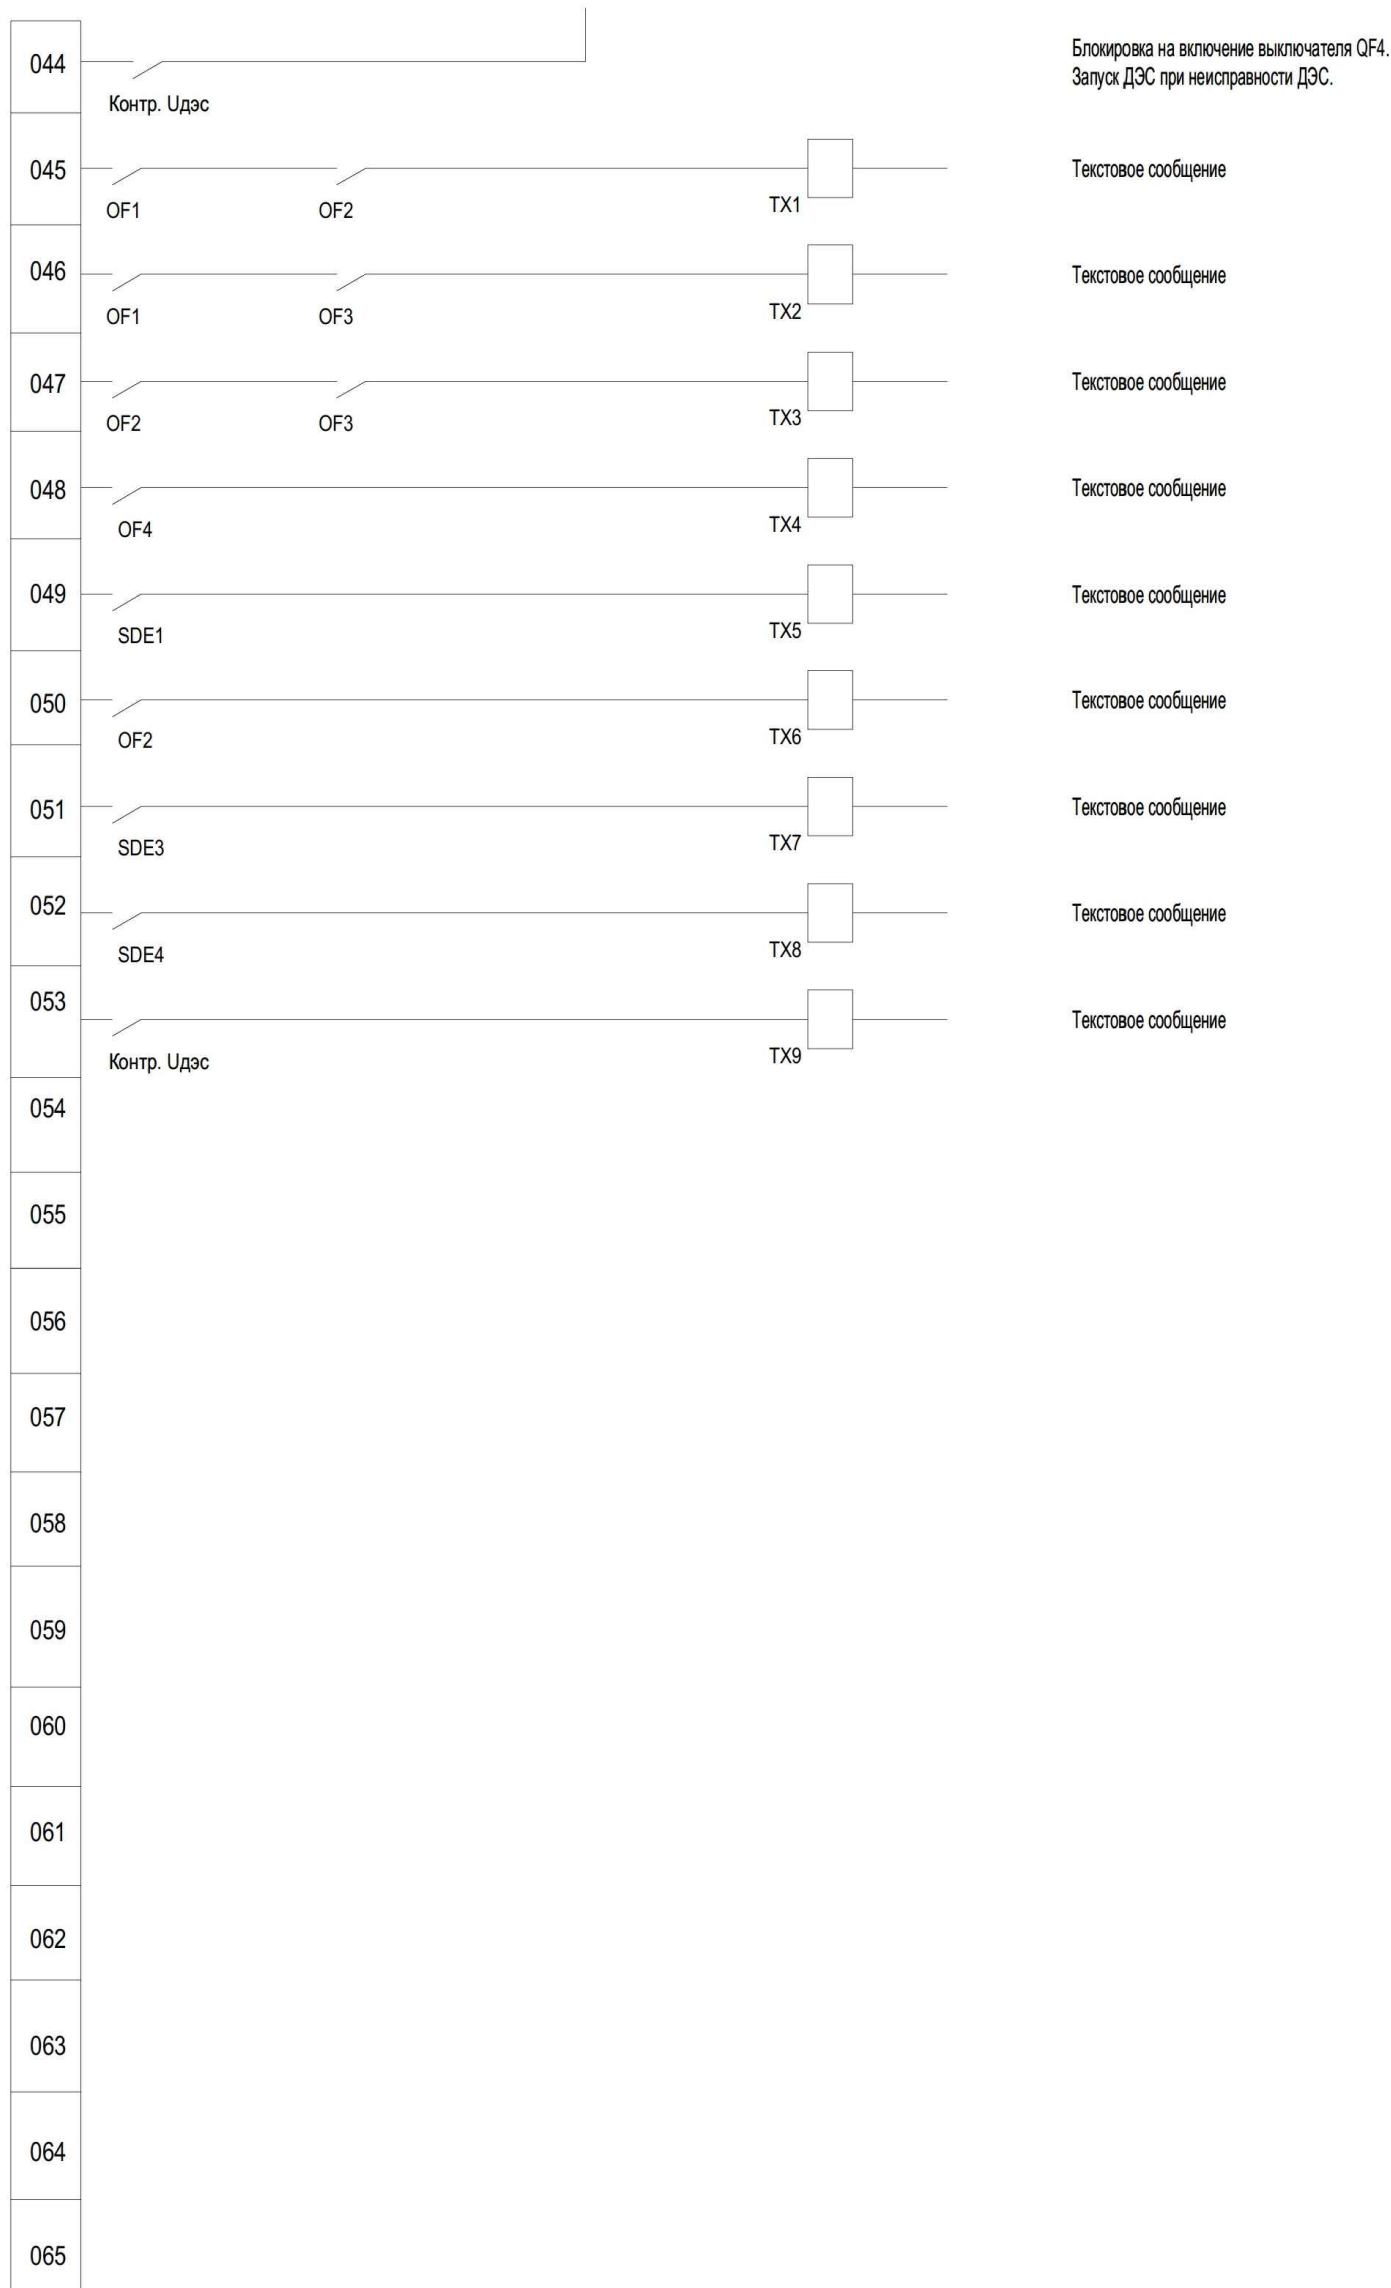 044
Блокировка на включение выключателя QF4.
Запуск ДЭС при неисправности ДЭС.
Контр. Uдэс
045
Текстовое сообщение
OF1 OF2 TX1
046
Текстовое сообщение
OF1 OF3 TX2
047
Текстовое сообщение
OF2 OF3 TX3
048
Текстовое сообщение
OF4 TX4
049
Текстовое сообщение
SDE1 TX5
050
Текстовое сообщение
OF2 TX6
051
Текстовое сообщение
SDE3 TX7
052
Текстовое сообщение
SDE4 TX8
053
Текстовое сообщение
Контр. Uдэс TX9
054
055
056
057
058
059
060
061
062
063
064
065